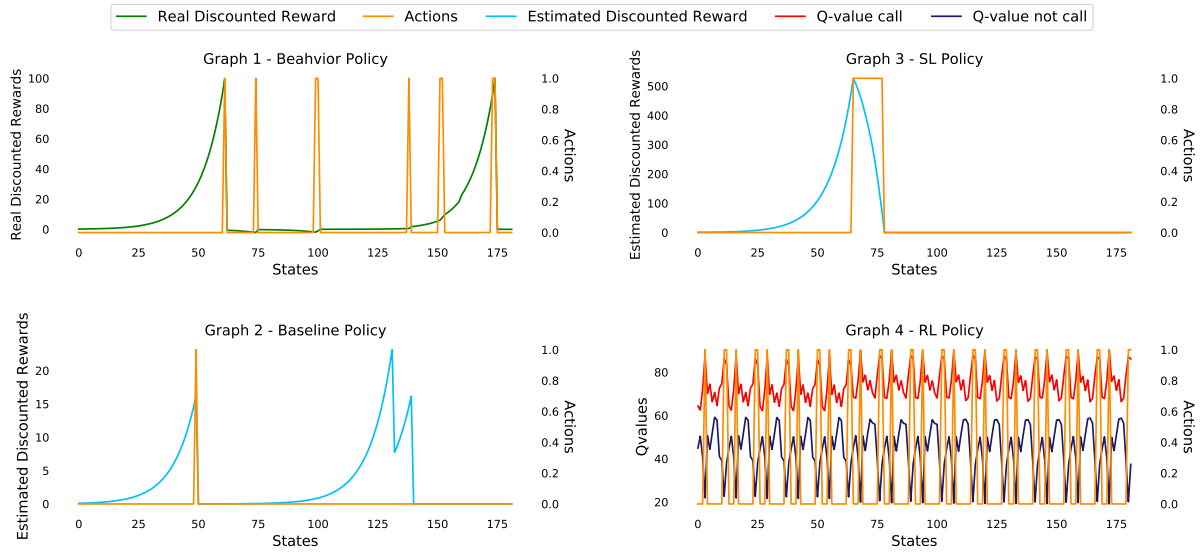 Real Discounted Reward Actions Estimated Discounted Reward Q-value call Q-value not call
Graph 1 - Beahvior Policy
Real Discounted Rewards
100
80
60
40
20
0
1.0
0.8
0.6
0.4
0.2
0.0
Actions
0 25 50 75 100 125 150 175
States
Graph 3 - SL Policy
Estimated Discounted Rewards
500
400
300
200
100
0
1.0
0.8
0.6
0.4
0.2
0.0
Actions
0 25 50 75 100 125 150 175
States
Graph 2 - Baseline Policy
Estimated Discounted Rewards
20
15
10
5
0
1.0
0.8
0.6
0.4
0.2
0.0
Actions
0 25 50 75 100 125 150 175
States
Graph 4 - RL Policy
Qvalues
80
60
40
20
1.0
0.8
0.6
0.4
0.2
0.0
Actions
0 25 50 75 100 125 150 175
States